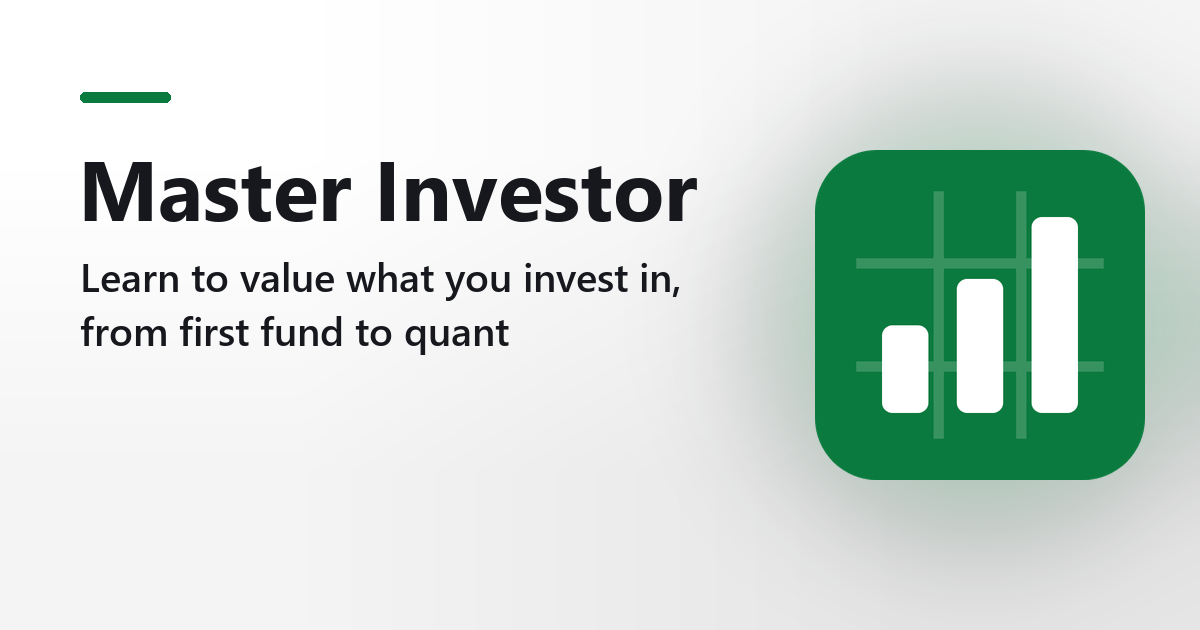 Master Investor
Learn to value what you invest in,
from first fund to quant